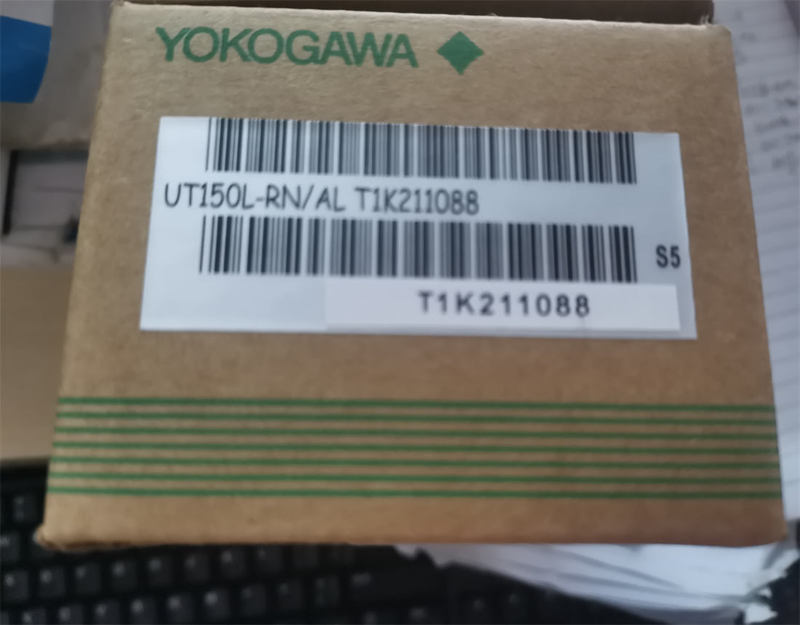 YOKOGAWA
UT150L-RN/AL T1K211088
S5
T1K211088